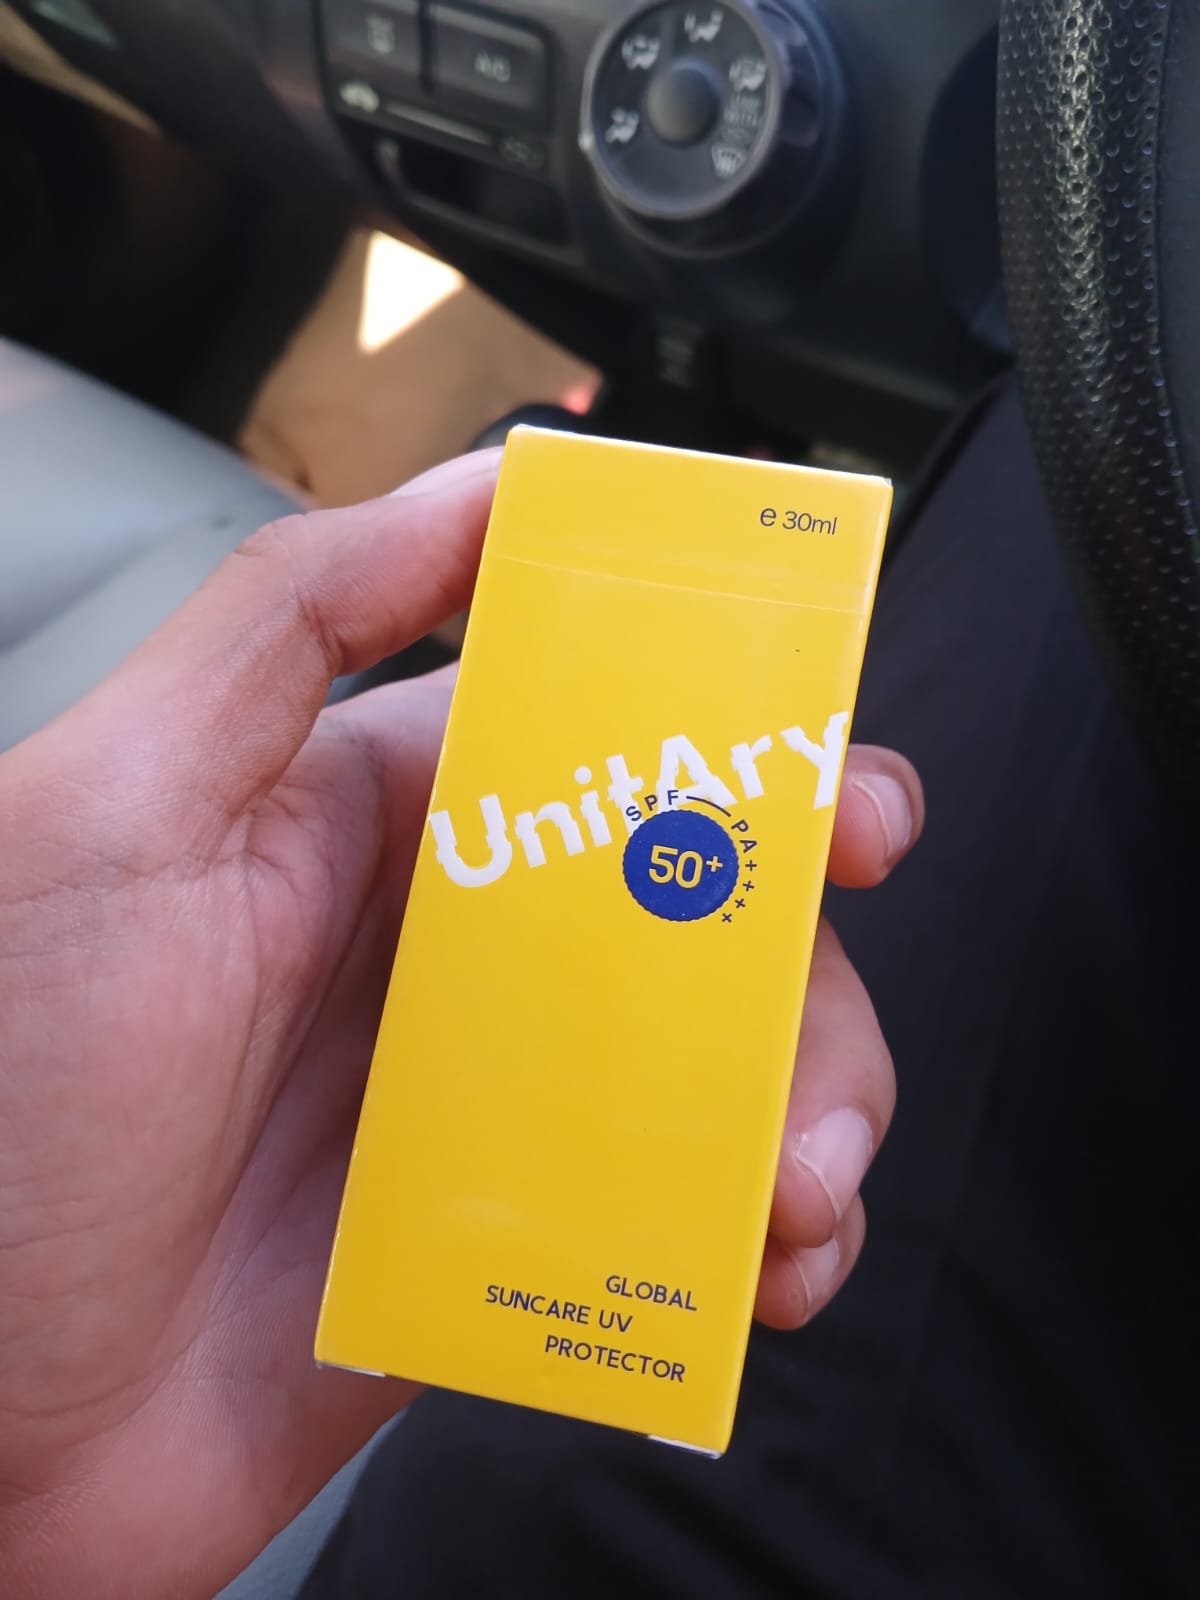 A/C
e 30ml
UnitAry
SPF PA++++
50+
GLOBAL
SUNCARE UV
PROTECTOR